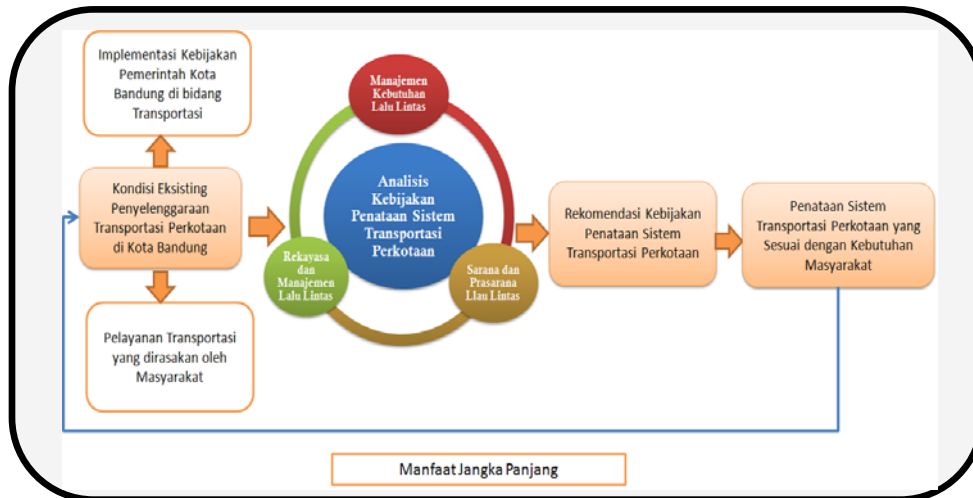 Implementasi Kebijakan
Pemerintah Kota
Bandung di bidang
Transportasi
Kondisi Eksisting
Penyelenggaraan
Transportasi Perkotaan
di Kota Bandung
Pelayanan Transportasi
yang dirasakan oleh
Masyarakat
Manajemen
Kebutuhan
Lalu Lintas
Analisis
Kebijakan
Penataan Sistem
Transportasi
Perkotaan
Rekayasa
dan
Manajemen
Lalu Lintas
Sarana dan
Prasarana
LIau Lintas
Rekomendasi Kebijakan
Penataan Sistem
Transportasi Perkotaan
Penataan Sistem
Transportasi Perkotaan yang
Sesuai dengan Kebutuhan
Masyarakat
Manfaat Jangka Panjang